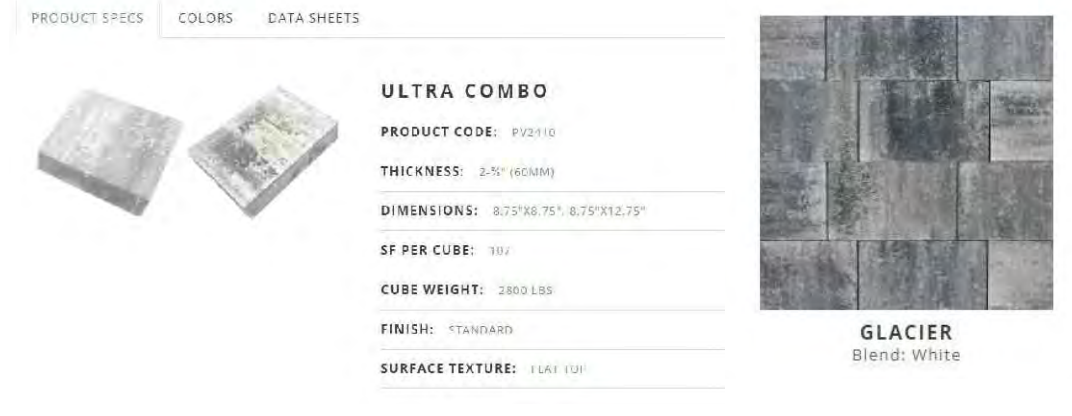 PRODUCT SPECS COLORS DATA SHEETS
ULTRA COMBO
PRODUCT CODE: PV2410
THICKNESS: 2-⅜" (60MM)
DIMENSIONS: 8.75"X8.75", 8.75"X12.75"
SF PER CUBE: 107
CUBE WEIGHT: 2800 LBS
FINISH: STANDARD
SURFACE TEXTURE: FLAT TOP
GLACIER
Blend: White